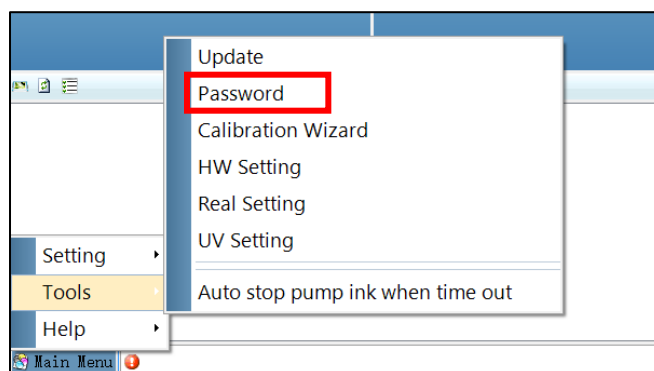 Update
Password
Calibration Wizard
HW Setting
Real Setting
UV Setting
Auto stop pump ink when time out
Setting
Tools
Help
Main Menu